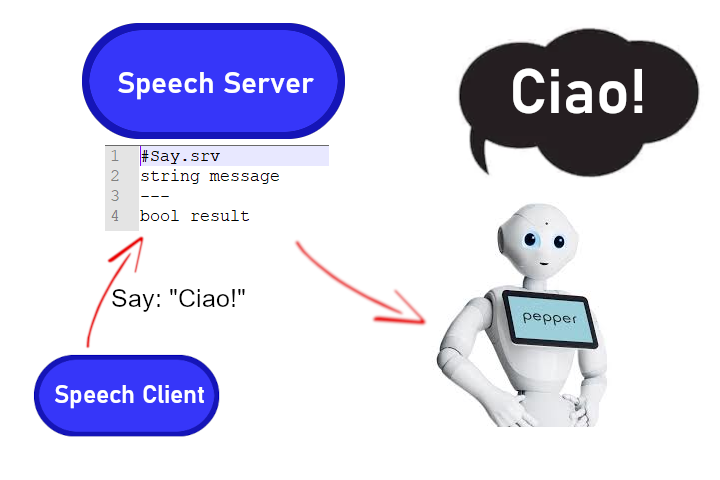 Speech Server
1 #Say.srv
2 string message
3 ---
4 bool result
Say: "Ciao!"
Speech Client
Ciao!
pepper